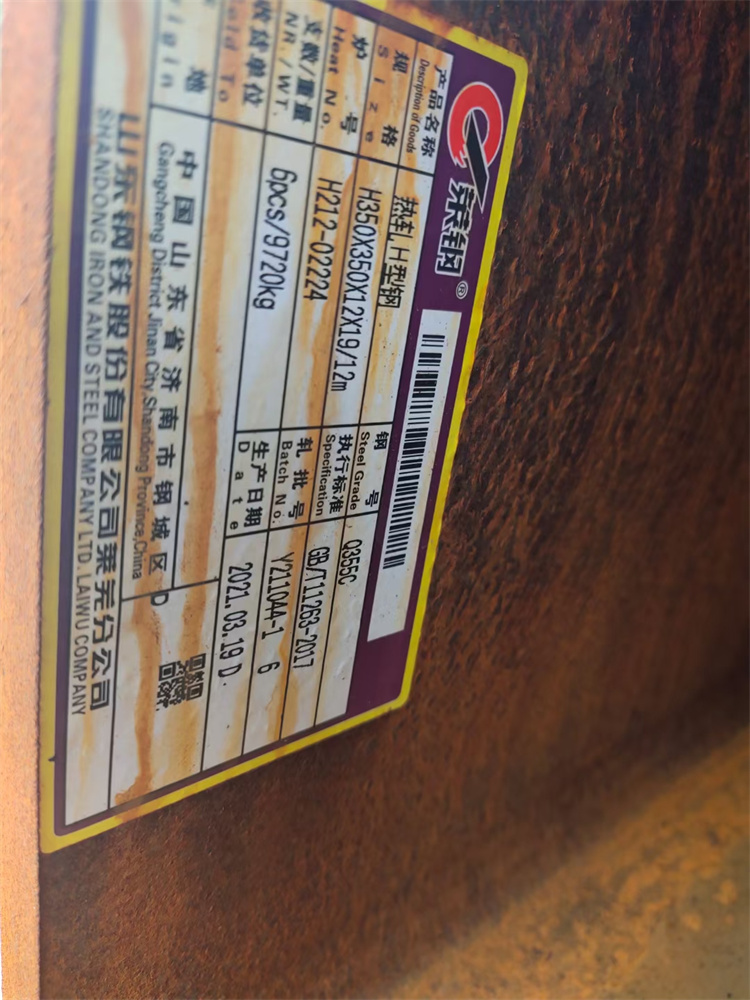 莱钢®
产品名称 热轧H型钢
Description of Goods
规格 H350X350X12X19/12m 钢号 Q355C
Size Steel Grade
炉号 H212-02224 执行标准 GB/T11263-2017
Heat No. Specification
支数/重量 6pcs/9720kg 轧批号 Y2110A4-1 6
NR./WT. Batch No.
收货单位 生产日期 2021.03.19 D
Sold To Date
地 中国山东省济南市钢城区 D
rigin Gangcheng District,Jinan City,Shandong Province,China
山东钢铁股份有限公司莱芜分公司
SHANDONG IRON AND STEEL COMPANY LTD. LAIWU COMPANY